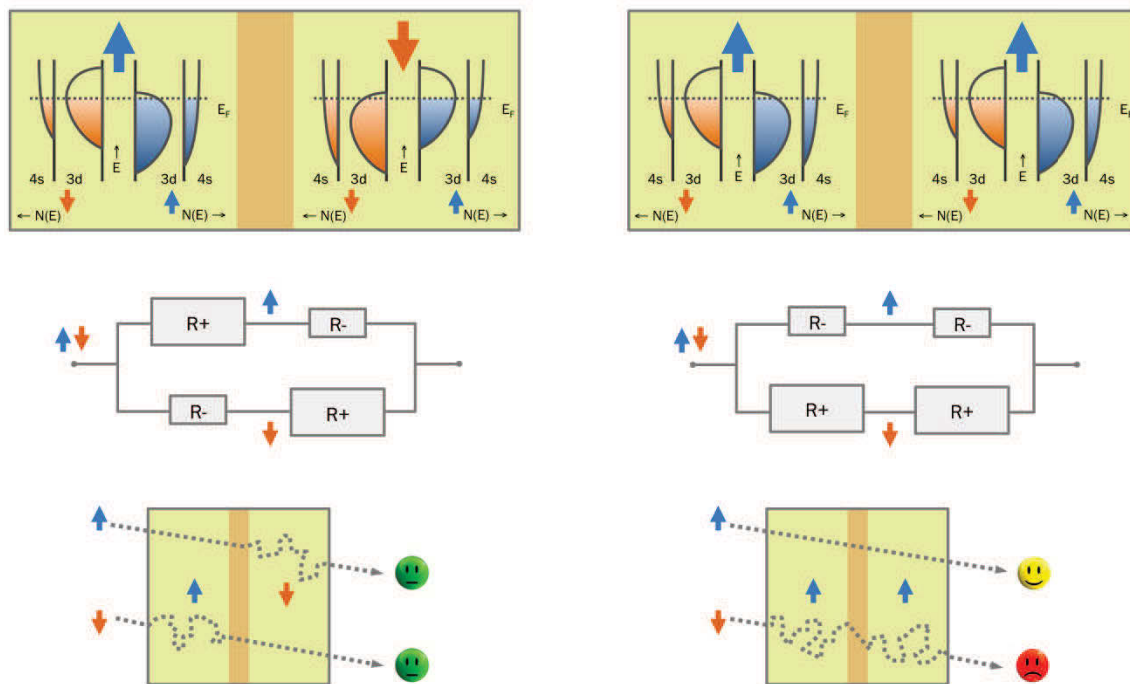 E_F E_F E_F E_F
↑ ↑ ↑ ↑
E E E E
4s 3d 3d 4s 4s 3d 3d 4s 4s 3d 3d 4s 4s 3d 3d 4s
← N(E) N(E) → ← N(E) N(E) → ← N(E) N(E) → ← N(E) N(E) →
R+ R- R- R-
R- R+ R+ R+